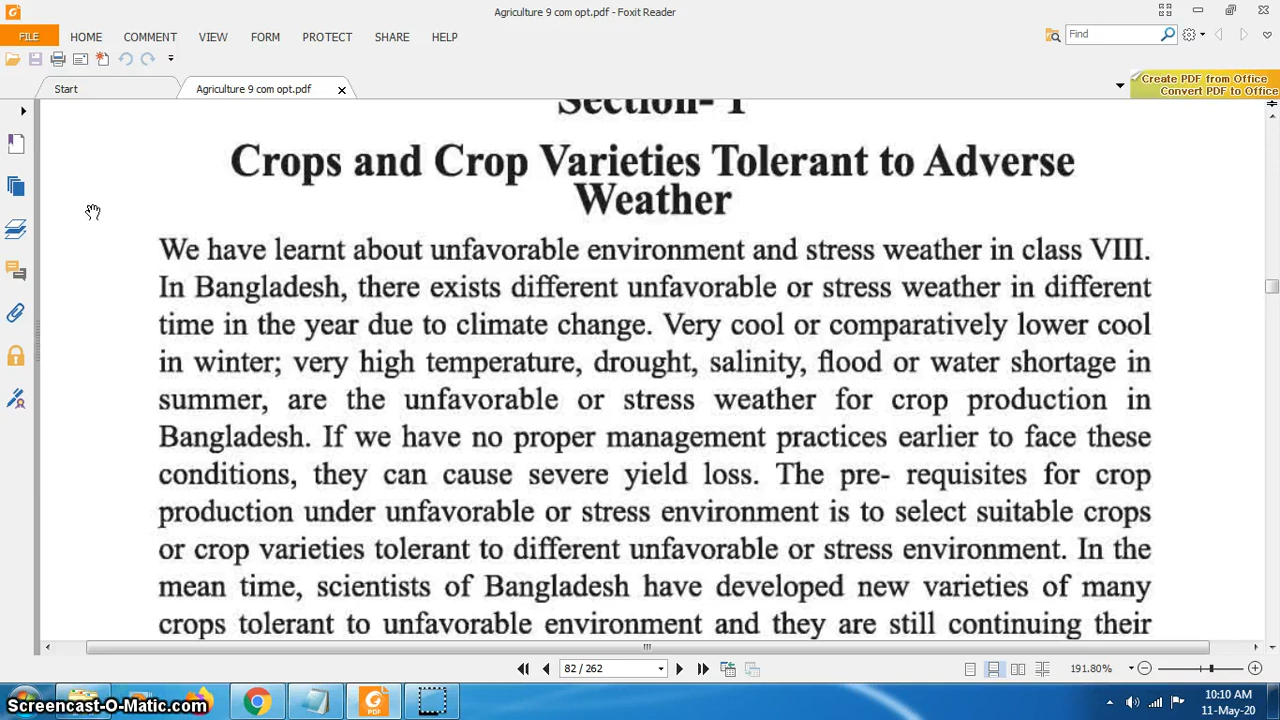 Agriculture 9 com opt.pdf - Foxit Reader
FILE HOME COMMENT VIEW FORM PROTECT SHARE HELP
Find
Start
Agriculture 9 com opt.pdf
Create PDF from Office
Convert PDF to Office
Section- 1
Crops and Crop Varieties Tolerant to Adverse
Weather
We have learnt about unfavorable environment and stress weather in class VIII.
In Bangladesh, there exists different unfavorable or stress weather in different
time in the year due to climate change. Very cool or comparatively lower cool
in winter; very high temperature, drought, salinity, flood or water shortage in
summer, are the unfavorable or stress weather for crop production in
Bangladesh. If we have no proper management practices earlier to face these
conditions, they can cause severe yield loss. The pre- requisites for crop
production under unfavorable or stress environment is to select suitable crops
or crop varieties tolerant to different unfavorable or stress environment. In the
mean time, scientists of Bangladesh have developed new varieties of many
crops tolerant to unfavorable environment and they are still continuing their
82 / 262
191.80%
Screencast-O-Matic.com
PDF
10:10 AM
11-May-20